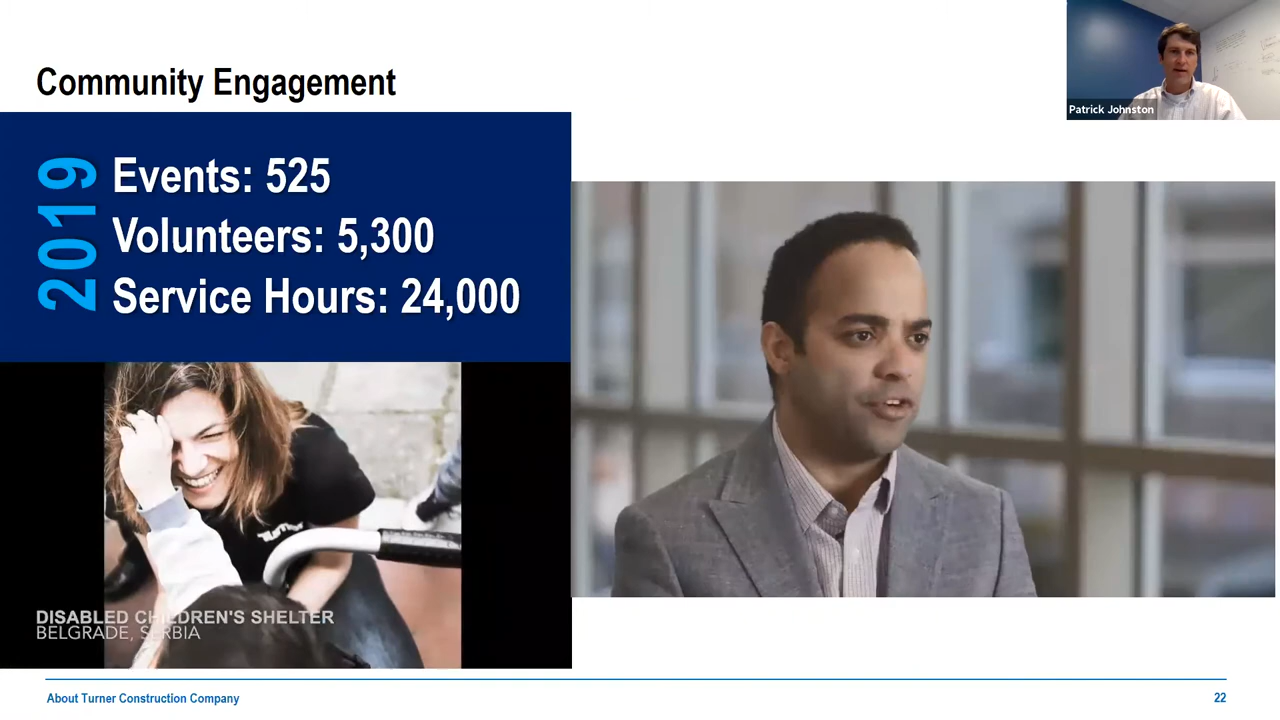 Community Engagement
Patrick Johnston
2019
Events: 525
Volunteers: 5,300
Service Hours: 24,000
Turner
DISABLED CHILDREN'S SHELTER
BELGRADE, SERBIA
About Turner Construction Company
22